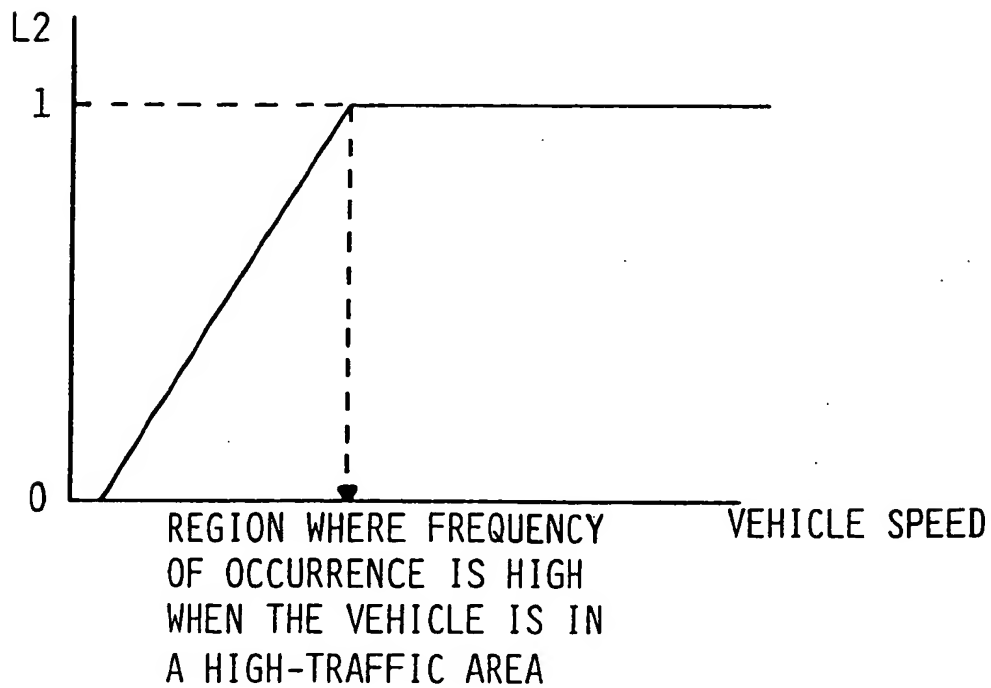 L2
1
0
REGION WHERE FREQUENCY
OF OCCURRENCE IS HIGH
WHEN THE VEHICLE IS IN
A HIGH-TRAFFIC AREA
VEHICLE SPEED